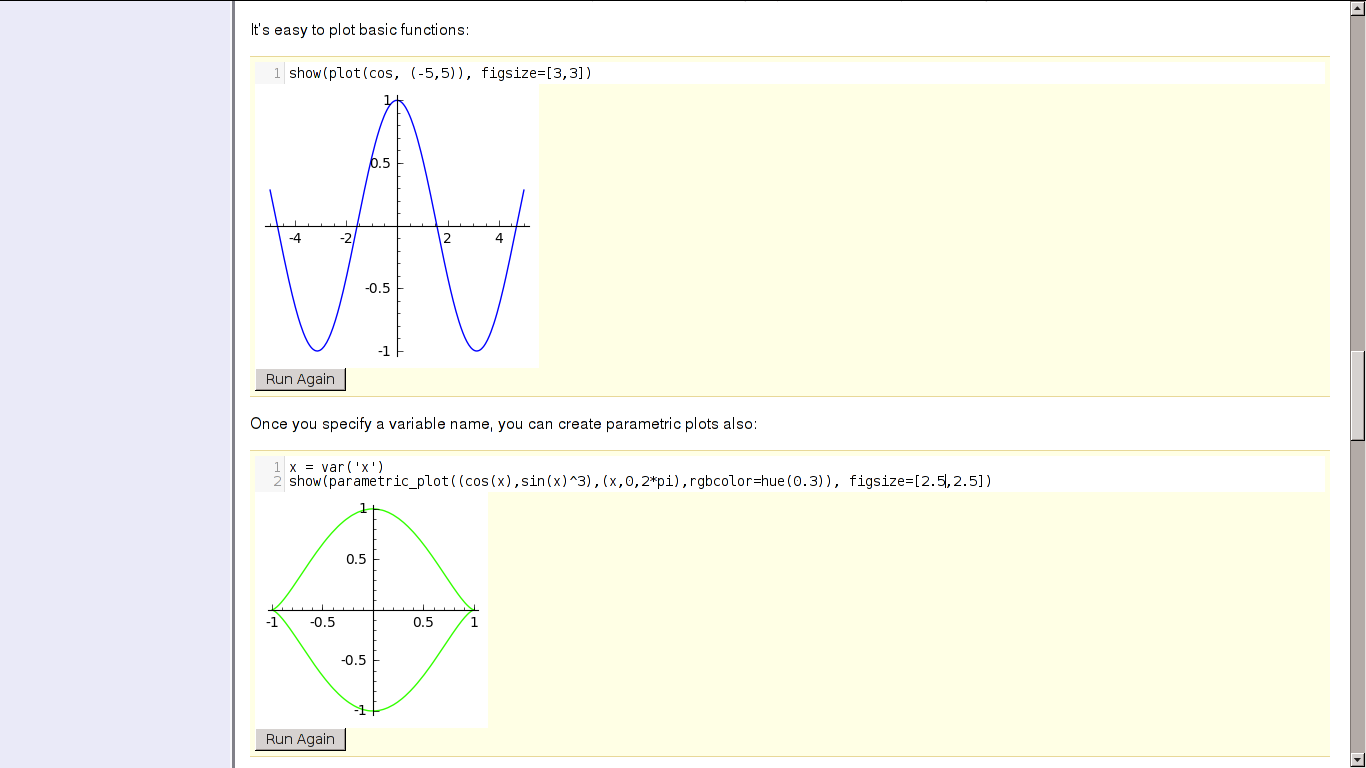 It's easy to plot basic functions:
1 show(plot(cos, (-5,5)), figsize=[3,3])
1
0.5
-4 -2 2 4
-0.5
-1
Run Again
Once you specify a variable name, you can create parametric plots also:
1 x = var('x')
2 show(parametric_plot((cos(x),sin(x)^3),(x,0,2*pi),rgbcolor=hue(0.3)), figsize=[2.5,2.5])
1
0.5
-1 -0.5 0.5 1
-0.5
-1
Run Again